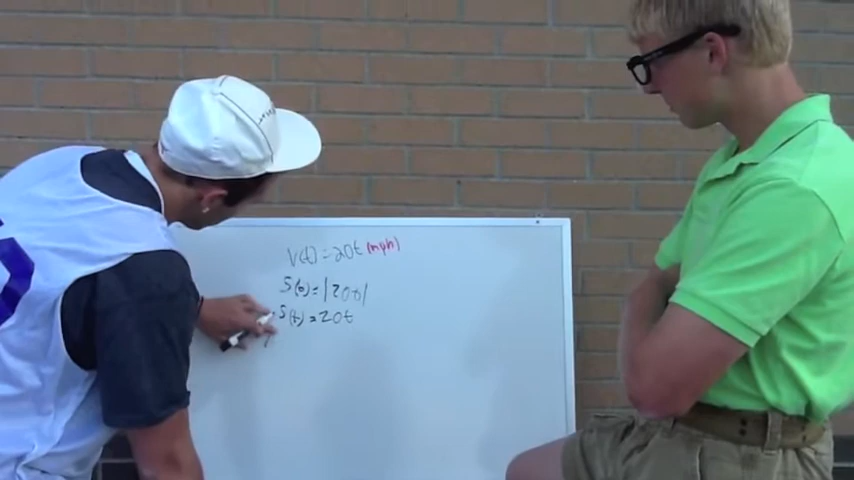 V(t) = 20t (mph)
S(t) = |20t|
S(t) = 20t